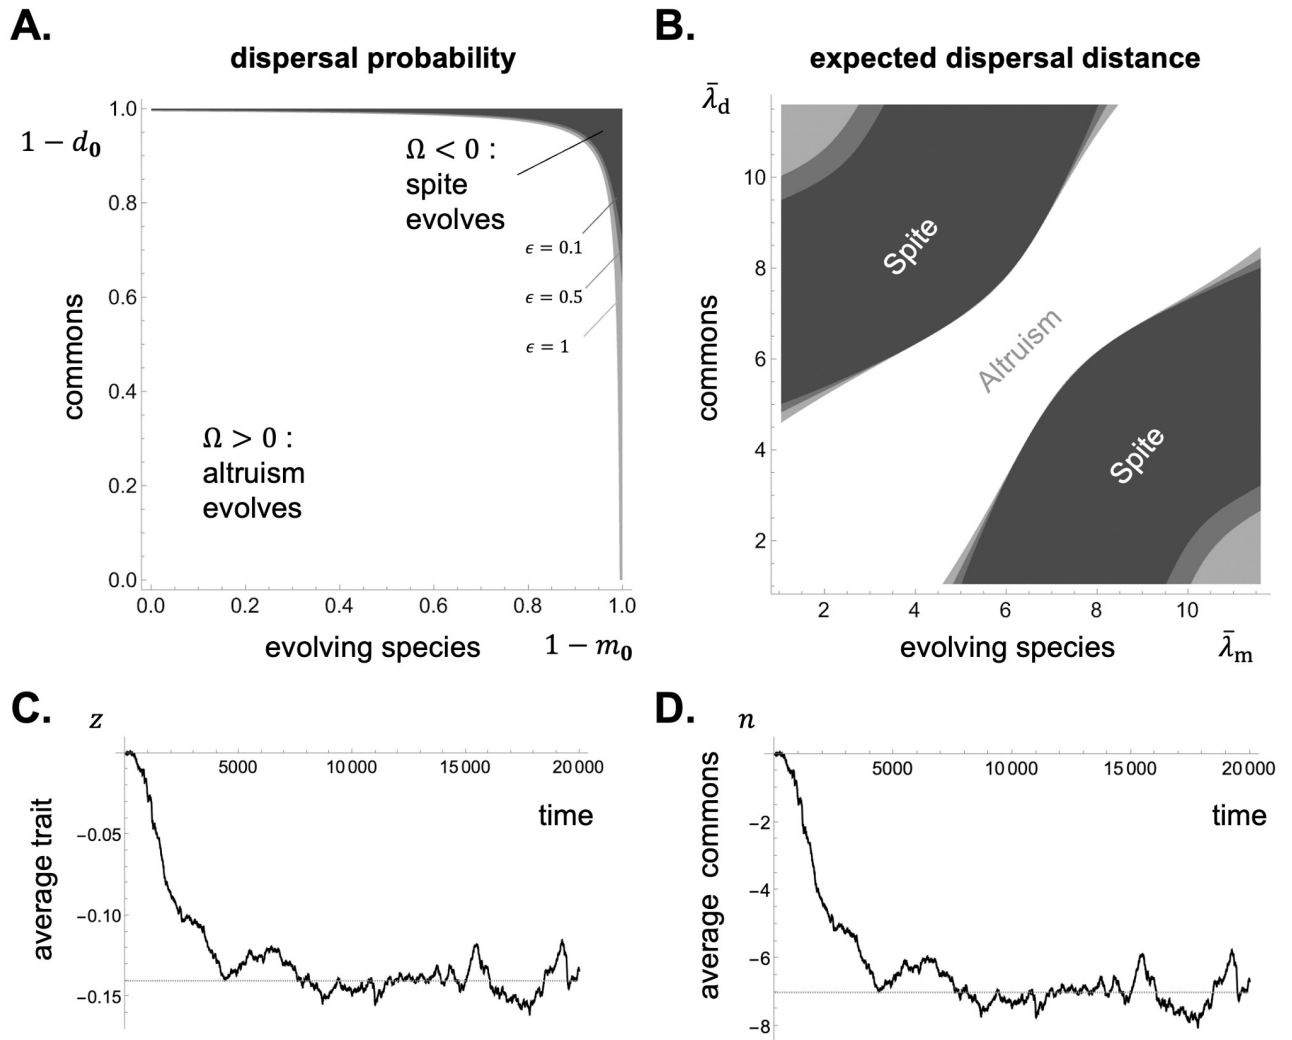 A.
dispersal probability
1 − d₀
commons
1.0
0.8
0.6
0.4
0.2
0.0
Ω < 0 :
spite
evolves
ϵ = 0.1
ϵ = 0.5
ϵ = 1
Ω > 0 :
altruism
evolves
0.0 0.2 0.4 0.6 0.8 1.0
evolving species 1 − m₀
B.
expected dispersal distance
λ̄d
commons
10
8
6
4
2
Spite
Altruism
Spite
2 4 6 8 10
evolving species λ̄m
C.
z
average trait
5000 10000 15000 20000
time
−0.05
−0.10
−0.15
D.
n
average commons
5000 10000 15000 20000
time
−2
−4
−6
−8